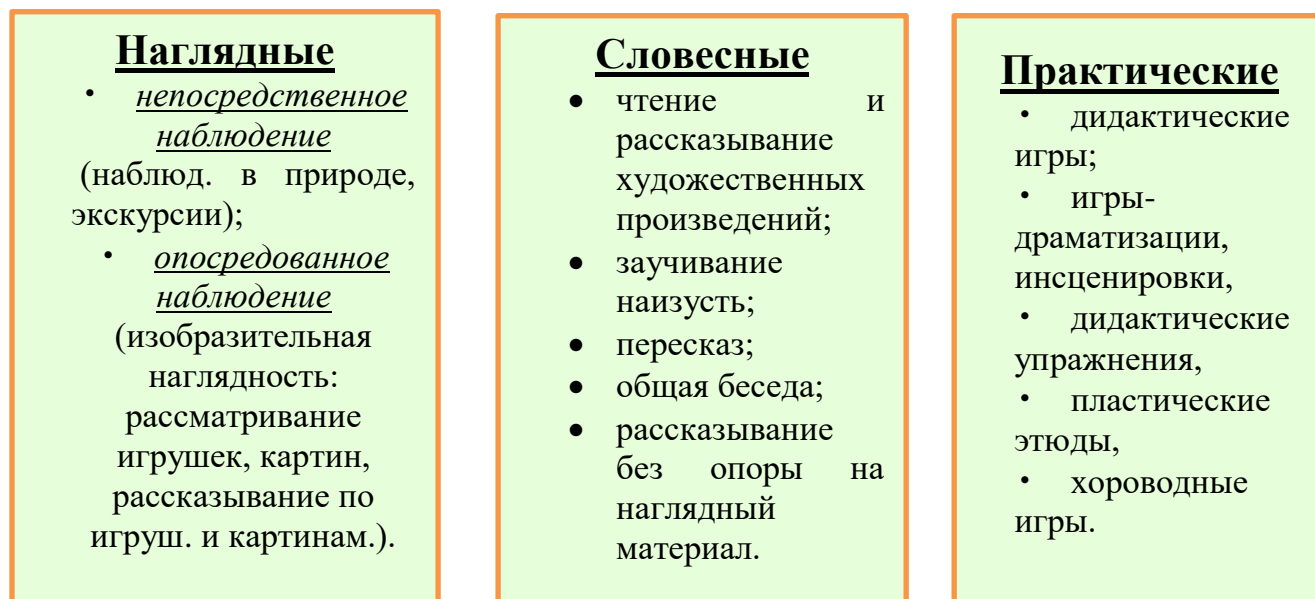 Наглядные
• непосредственное
наблюдение
(наблюд. в природе,
экскурсии);
• опосредованное
наблюдение
(изобразительная
наглядность:
рассматривание
игрушек, картин,
рассказывание по
игруш. и картинам.).
Словесные
• чтение и
рассказывание
художественных
произведений;
• заучивание
наизусть;
• пересказ;
• общая беседа;
• рассказывание
без опоры на
наглядный
материал.
Практические
• дидактические
игры;
• игры-
драматизации,
инсценировки,
• дидактические
упражнения,
• пластические
этюды,
• хороводные
игры.